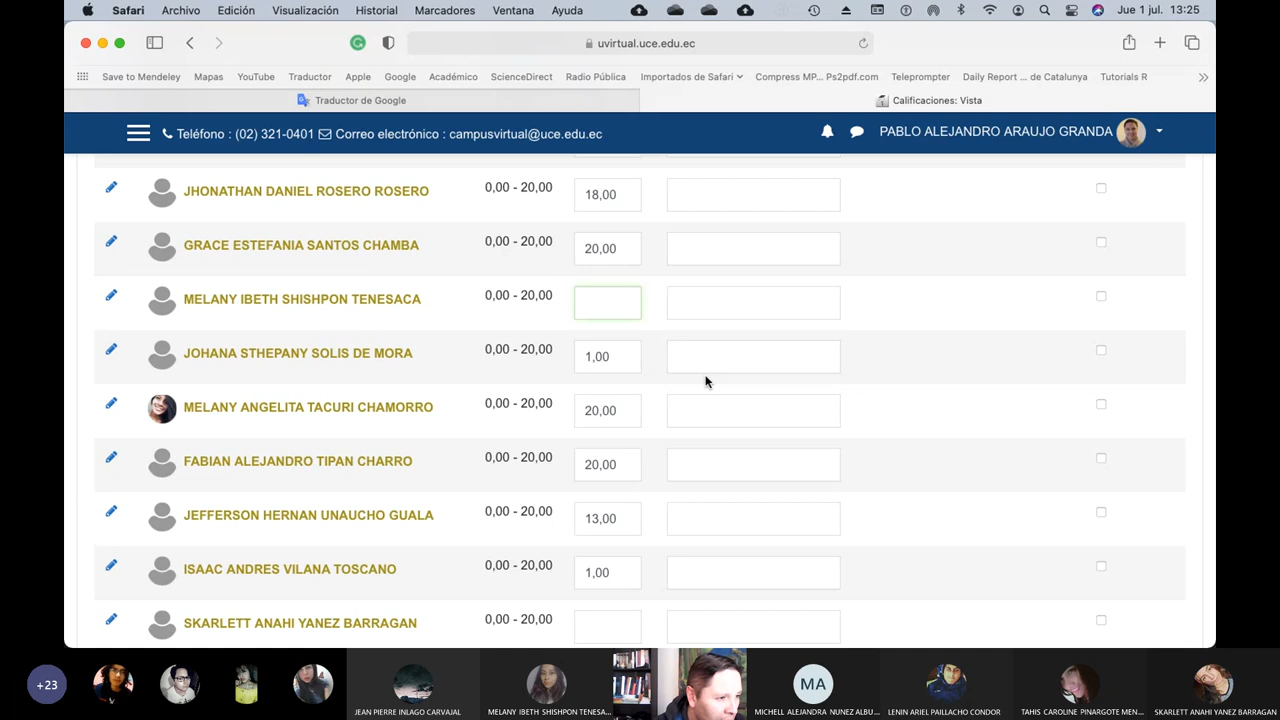 Safari Archivo Edición Visualización Historial Marcadores Ventana Ayuda Jue 1 jul. 13:25
uvirtual.uce.edu.ec
Save to Mendeley Mapas YouTube Traductor Apple Google Académico ScienceDirect Radio Pública Importados de Safari Compress MP... Ps2pdf.com Teleprompter Daily Report ... de Catalunya Tutorials R
Traductor de Google Calificaciones: Vista
Teléfono : (02) 321-0401 Correo electrónico : campusvirtual@uce.edu.ec PABLO ALEJANDRO ARAUJO GRANDA
JHONATHAN DANIEL ROSERO ROSERO 0,00 - 20,00 18,00
GRACE ESTEFANIA SANTOS CHAMBA 0,00 - 20,00 20,00
MELANY IBETH SHISHPON TENESACA 0,00 - 20,00
JOHANA STHEPANY SOLIS DE MORA 0,00 - 20,00 1,00
MELANY ANGELITA TACURI CHAMORRO 0,00 - 20,00 20,00
FABIAN ALEJANDRO TIPAN CHARRO 0,00 - 20,00 20,00
JEFFERSON HERNAN UNAUCHO GUALA 0,00 - 20,00 13,00
ISAAC ANDRES VILANA TOSCANO 0,00 - 20,00 1,00
SKARLETT ANAHI YANEZ BARRAGAN 0,00 - 20,00
+23 MA
JEAN PIERRE INLAGO CARVAJAL MELANY IBETH SHISHPON TENESA... MICHELL ALEJANDRA NUNEZ ALBU... LENIN ARIEL PAILLACHO CONDOR TAHIS CAROLINE PINARGOTE MEN... SKARLETT ANAHI YANEZ BARRAGAN